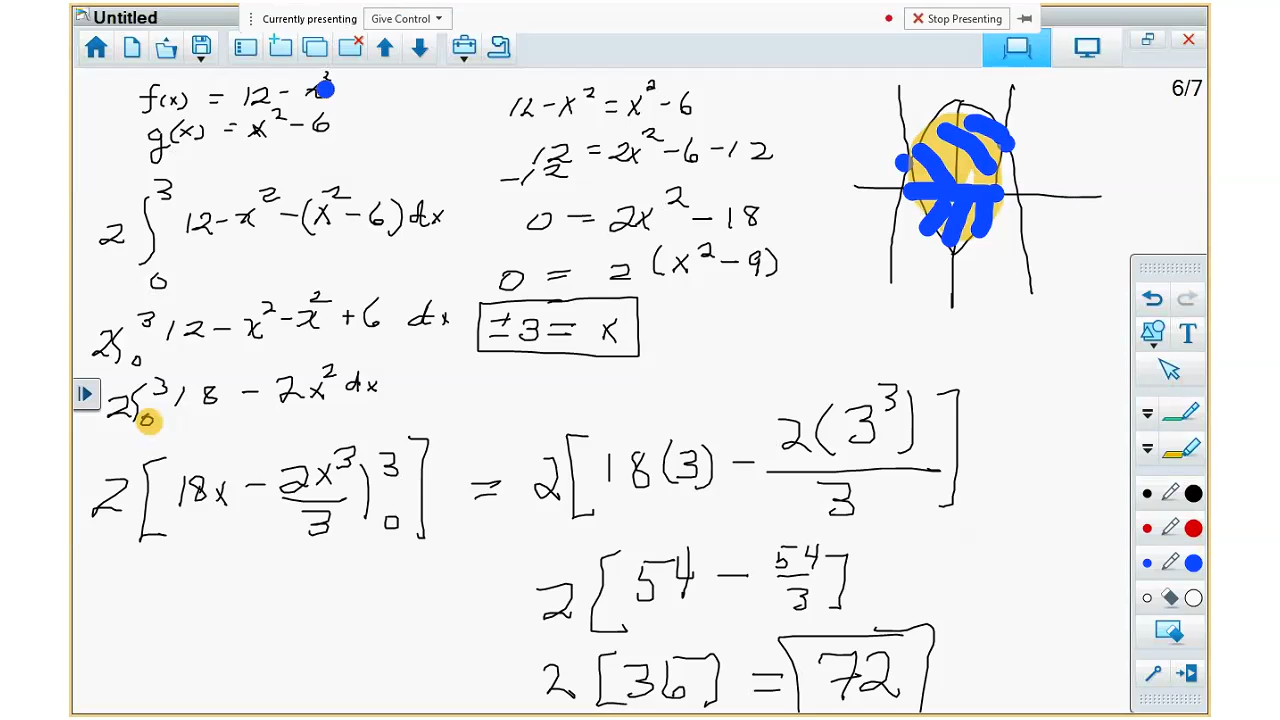 Untitled
Currently presenting
Give Control
Stop Presenting
6/7
f(x) = 12 - x²
g(x) = x² - 6
2 ∫₀³ 12 - x² - (x² - 6) dx
2∫₀³ 12 - x² - x² + 6 dx
2∫₀³ 18 - 2x² dx
2 [18x - 2x³/3)₀³]
12 - x² = x² - 6
12 = 2x² - 6 - 12
-12
0 = 2x² - 18
0 = 2 (x² - 9)
±3 = x
= 2[18(3) - 2(3³)/3]
2[54 - 54/3]
2[36] = 72
T